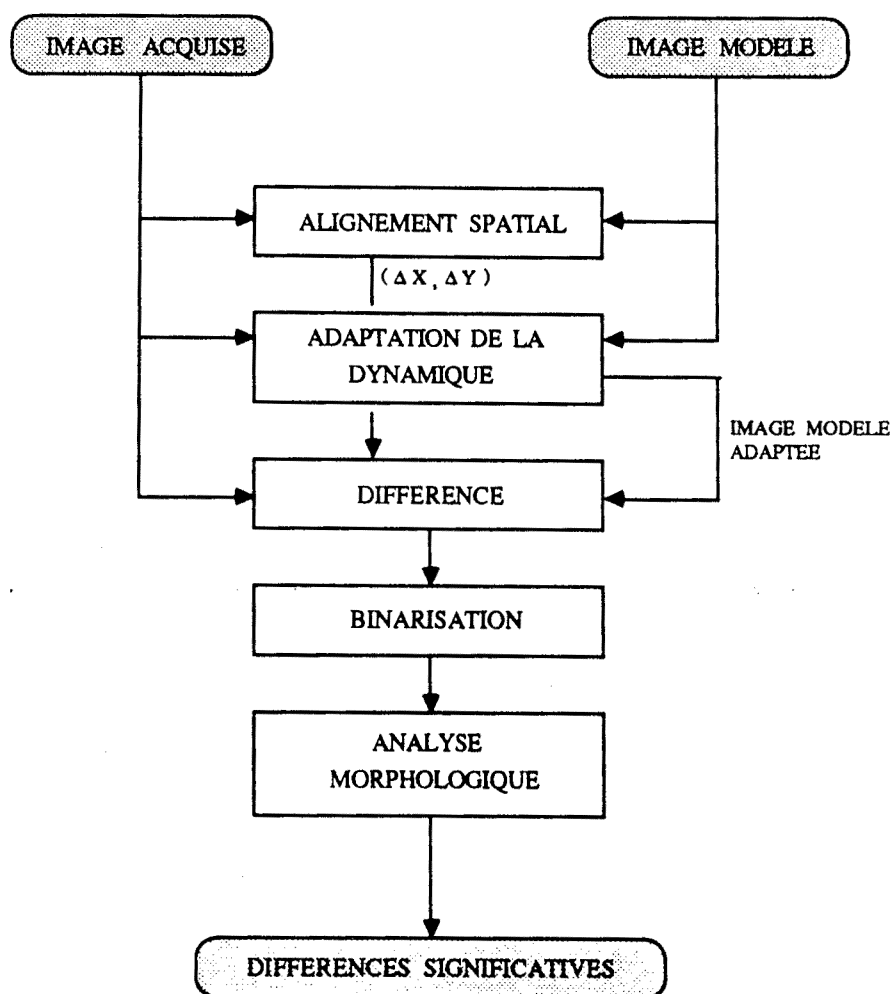 IMAGE ACQUISE
IMAGE MODELE
ALIGNEMENT SPATIAL
(ΔX, ΔY)
ADAPTATION DE LA
DYNAMIQUE
IMAGE MODELE
ADAPTEE
DIFFERENCE
BINARISATION
ANALYSE
MORPHOLOGIQUE
DIFFERENCES SIGNIFICATIVES